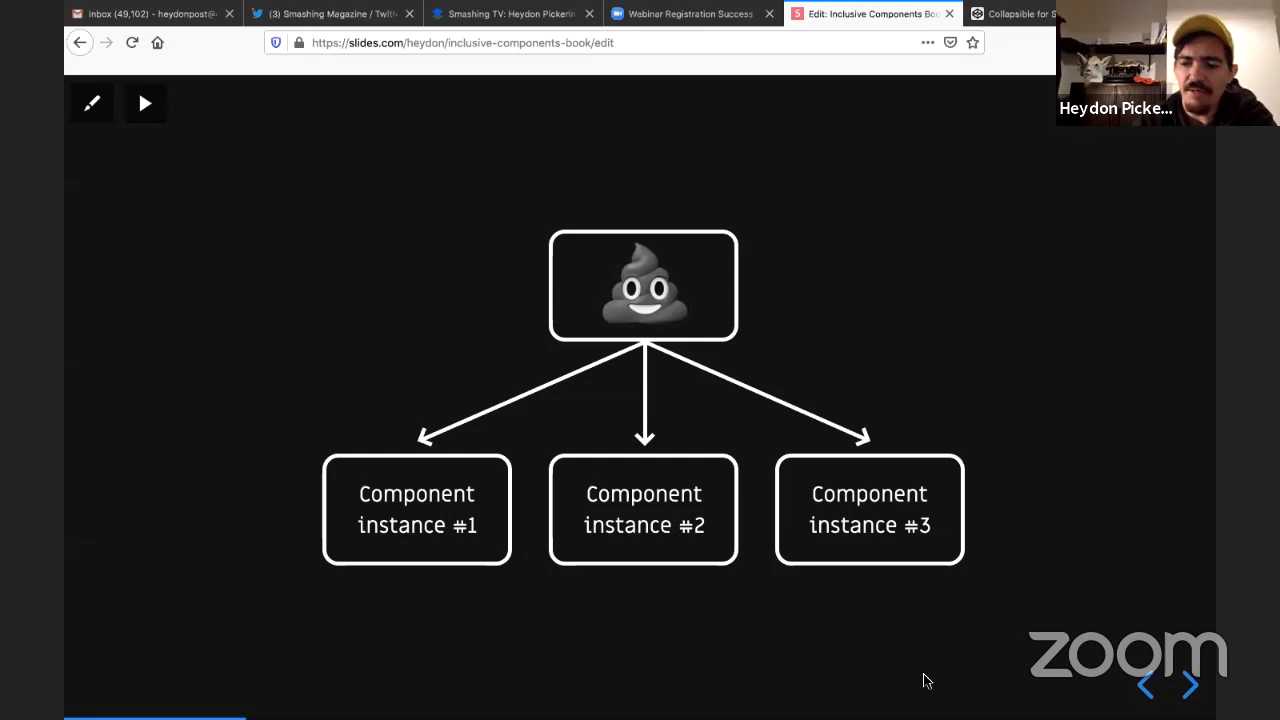 Inbox (49,102) - heydonpost@
(3) Smashing Magazine / Twitt
Smashing TV: Heydon Pickerin
Webinar Registration Success
Edit: Inclusive Components Boo
Collapsible for S
https://slides.com/heydon/inclusive-components-book/edit
Heydon Picke...
Component
instance #1
Component
instance #2
Component
instance #3
zoom